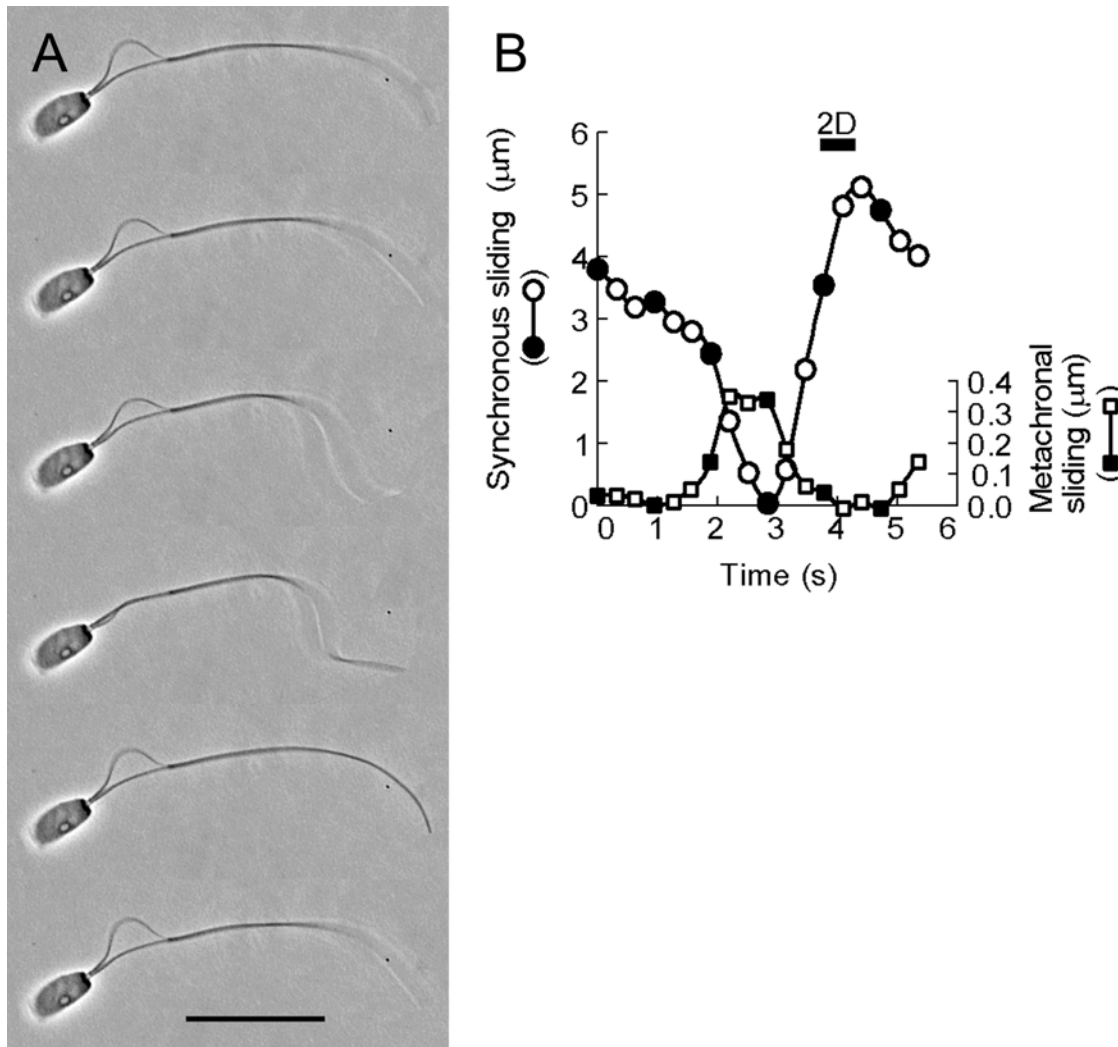 A
B
2D
6
5
4
3
2
1
0
0.4
0.3
0.2
0.1
0.0
0 1 2 3 4 5 6
Time (s)
Synchronous sliding (μm)
( )
Metachronal
sliding (μm)
( )